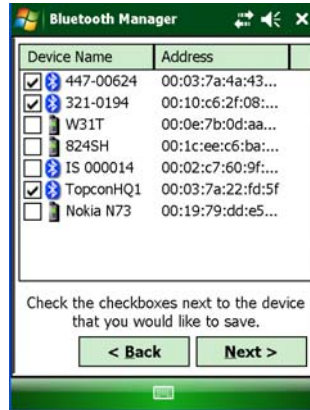 Bluetooth Manager
Device Name Address
447-00624 00:03:7a:4a:43...
321-0194 00:10:c6:2f:08:...
W31T 00:0e:7b:0d:aa...
824SH 00:1c:ee:c6:ba:...
IS 000014 00:02:c7:60:9f:...
TopconHQ1 00:03:7a:22:fd:5f
Nokia N73 00:19:79:dd:e5...
Check the checkboxes next to the device
that you would like to save.
< Back Next >